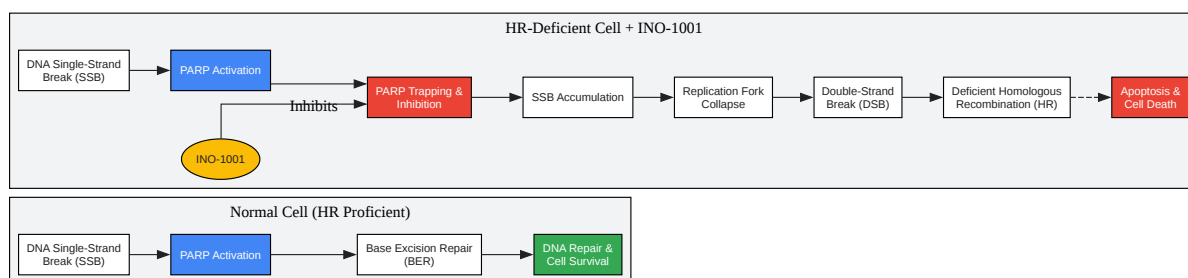 HR-Deficient Cell + INO-1001
DNA Single-Strand
Break (SSB)
PARP Activation
Inhibits
PARP Trapping &
Inhibition
SSB Accumulation
Replication Fork
Collapse
Double-Strand
Break (DSB)
Deficient Homologous
Recombination (HR)
Apoptosis &
Cell Death
INO-1001
Normal Cell (HR Proficient)
DNA Single-Strand
Break (SSB)
PARP Activation
Base Excision Repair
(BER)
DNA Repair &
Cell Survival